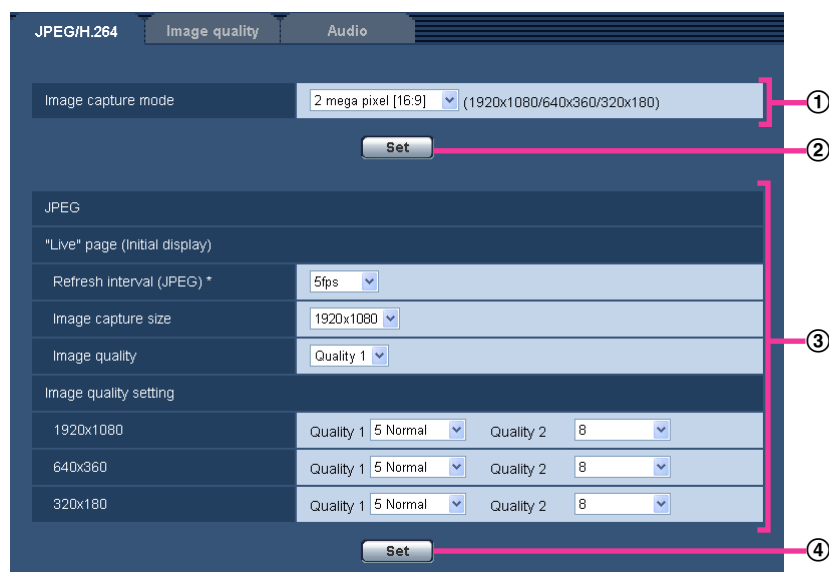 JPEG/H.264 Image quality Audio
Image capture mode 2 mega pixel [16:9] (1920x1080/640x360/320x180) ①
Set ②
JPEG
"Live" page (Initial display)
Refresh interval (JPEG) * 5fps
Image capture size 1920x1080
③
Image quality Quality 1
Image quality setting
1920x1080 Quality 1 5 Normal Quality 2 8
640x360 Quality 1 5 Normal Quality 2 8
320x180 Quality 1 5 Normal Quality 2 8
Set ④